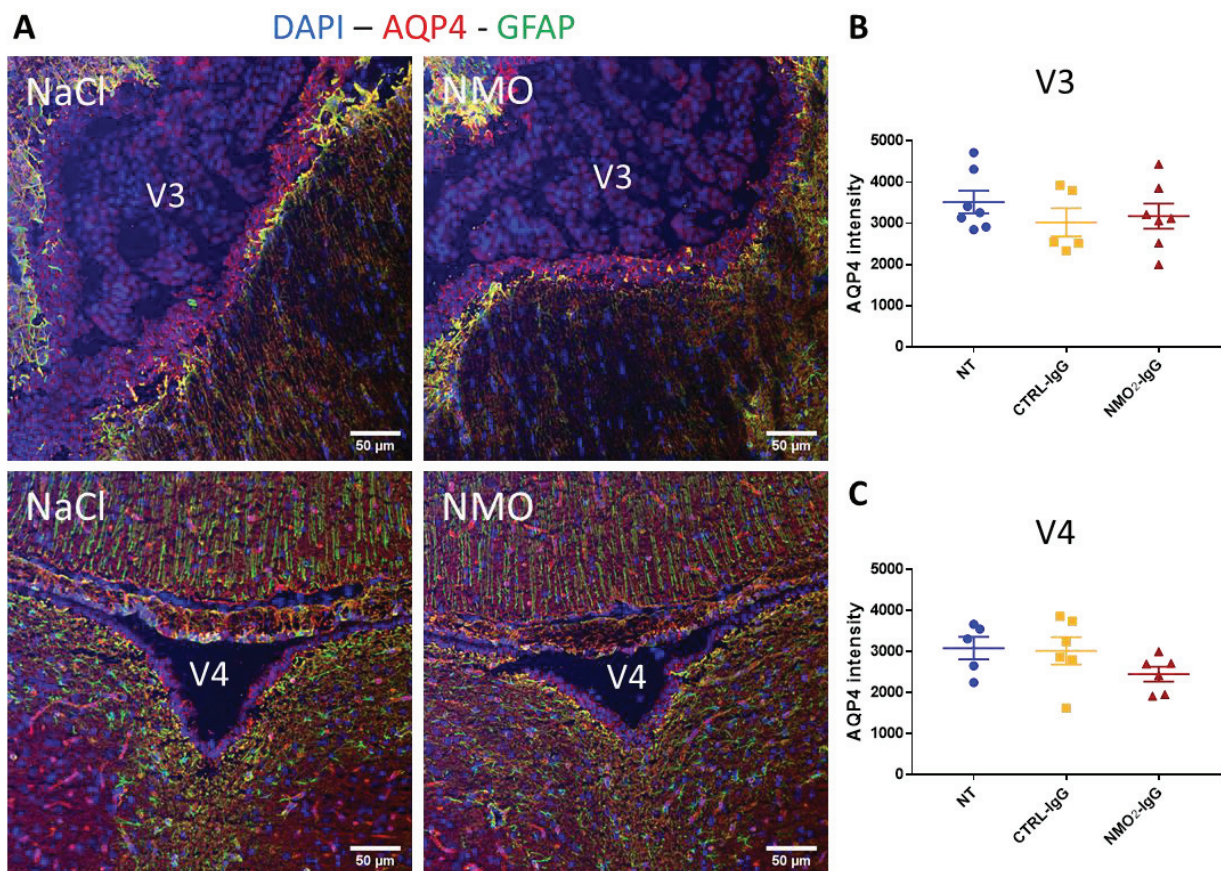 A
DAPI – AQP4 - GFAP
NaCl
V3
50 µm
NMO
V3
50 µm
NaCl
V4
50 µm
NMO
V4
50 µm
B
V3
AQP4 intensity
5000
4000
3000
2000
1000
0
NT
CTRL-IgG
NMO2-IgG
C
V4
AQP4 intensity
5000
4000
3000
2000
1000
0
NT
CTRL-IgG
NMO2-IgG